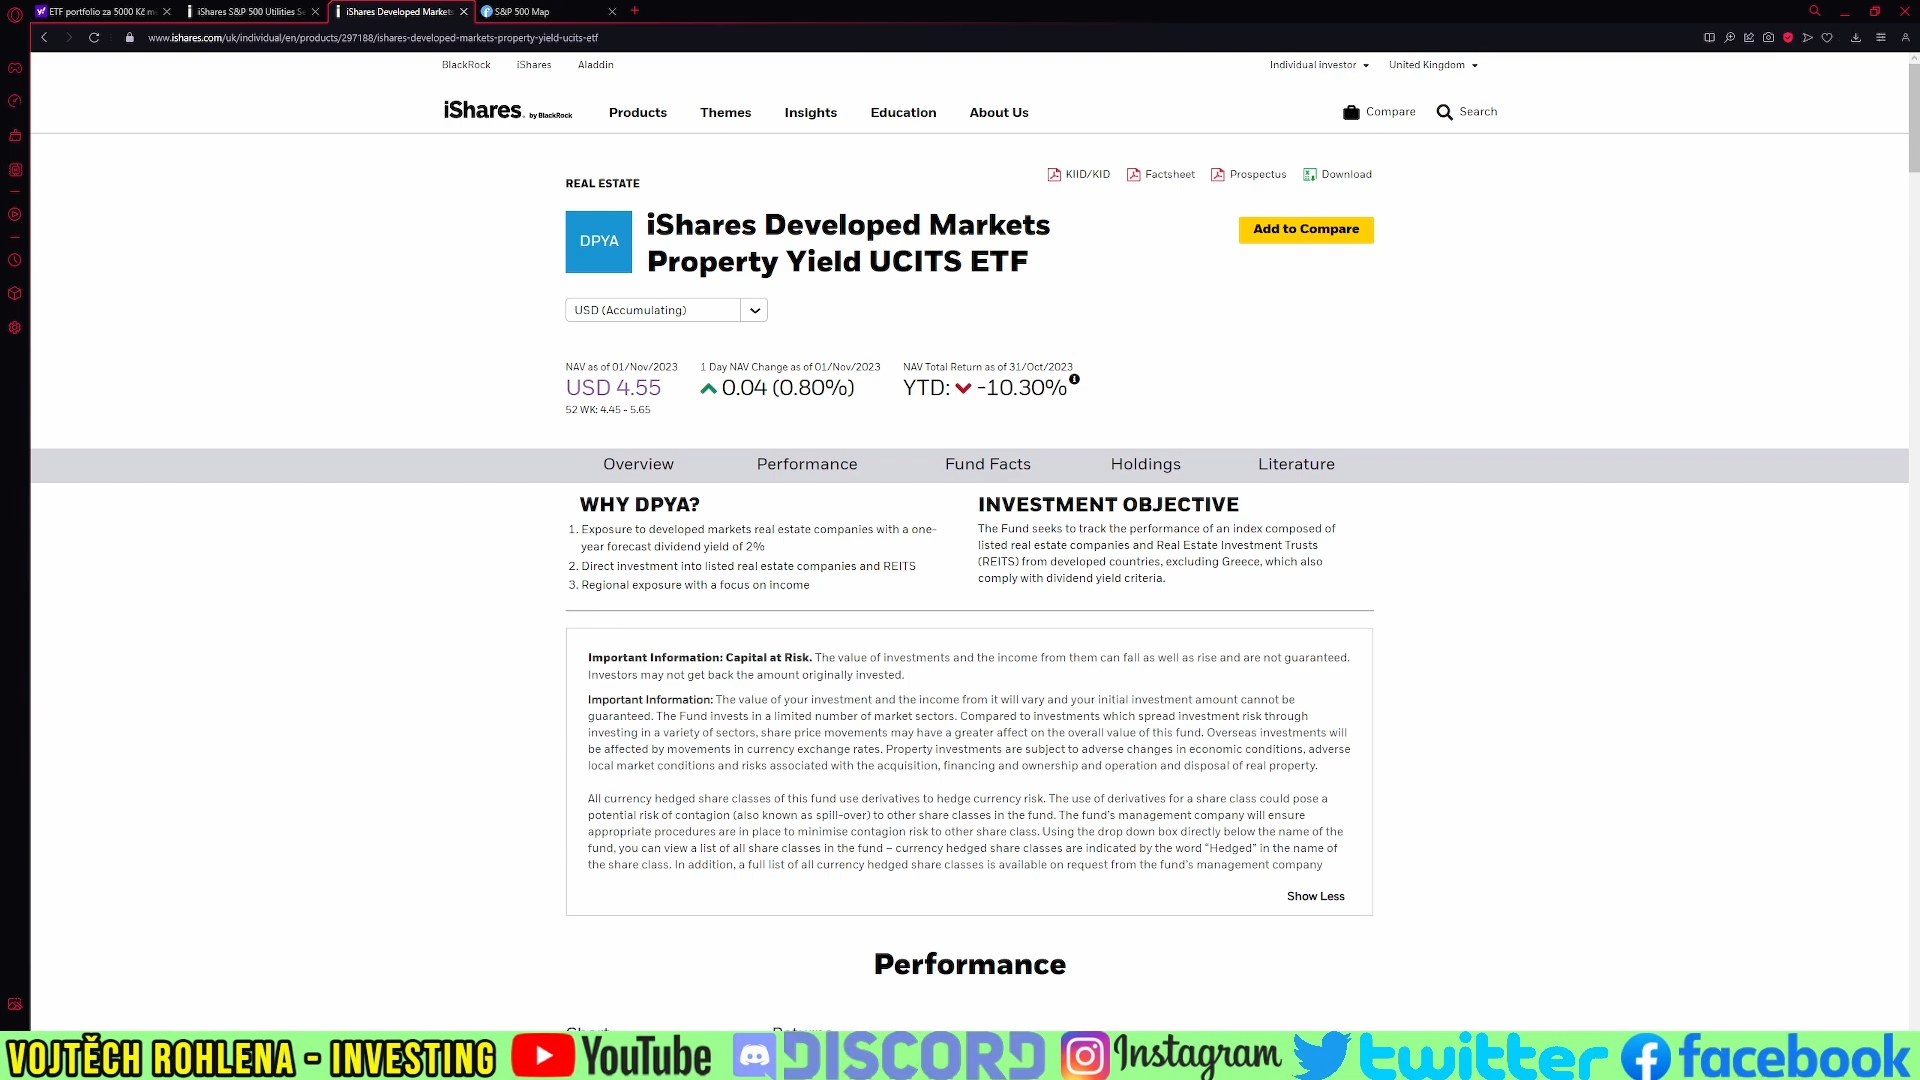 ETF portfolio za 5000 Kč m
iShares S&P 500 Utilities Se
iShares Developed Markets
S&P 500 Map
www.ishares.com/uk/individual/en/products/297188/ishares-developed-markets-property-yield-ucits-etf
BlackRock iShares Aladdin
Individual investor United Kingdom
iShares. by BlackRock
Products Themes Insights Education About Us
Compare Search
KIID/KID Factsheet Prospectus Download
REAL ESTATE
DPYA
iShares Developed Markets
Property Yield UCITS ETF
Add to Compare
USD (Accumulating)
NAV as of 01/Nov/2023 1 Day NAV Change as of 01/Nov/2023 NAV Total Return as of 31/Oct/2023
USD 4.55 0.04 (0.80%) YTD: -10.30%
52 WK: 4.45 - 5.65
Overview Performance Fund Facts Holdings Literature
WHY DPYA?
1. Exposure to developed markets real estate companies with a one-
year forecast dividend yield of 2%
2. Direct investment into listed real estate companies and REITS
3. Regional exposure with a focus on income
INVESTMENT OBJECTIVE
The Fund seeks to track the performance of an index composed of
listed real estate companies and Real Estate Investment Trusts
(REITS) from developed countries, excluding Greece, which also
comply with dividend yield criteria.
Important Information: Capital at Risk. The value of investments and the income from them can fall as well as rise and are not guaranteed.
Investors may not get back the amount originally invested.
Important Information: The value of your investment and the income from it will vary and your initial investment amount cannot be
guaranteed. The Fund invests in a limited number of market sectors. Compared to investments which spread investment risk through
investing in a variety of sectors, share price movements may have a greater affect on the overall value of this fund. Overseas investments will
be affected by movements in currency exchange rates. Property investments are subject to adverse changes in economic conditions, adverse
local market conditions and risks associated with the acquisition, financing and ownership and operation and disposal of real property.
All currency hedged share classes of this fund use derivatives to hedge currency risk. The use of derivatives for a share class could pose a
potential risk of contagion (also known as spill-over) to other share classes in the fund. The fund's management company will ensure
appropriate procedures are in place to minimise contagion risk to other share class. Using the drop down box directly below the name of the
fund, you can view a list of all share classes in the fund – currency hedged share classes are indicated by the word “Hedged” in the name of
the share class. In addition, a full list of all currency hedged share classes is available on request from the fund's management company
Show Less
Performance
Chart Returns
VOJTĚCH ROHLENA - INVESTING YouTube DISCORD Instagram twitter facebook